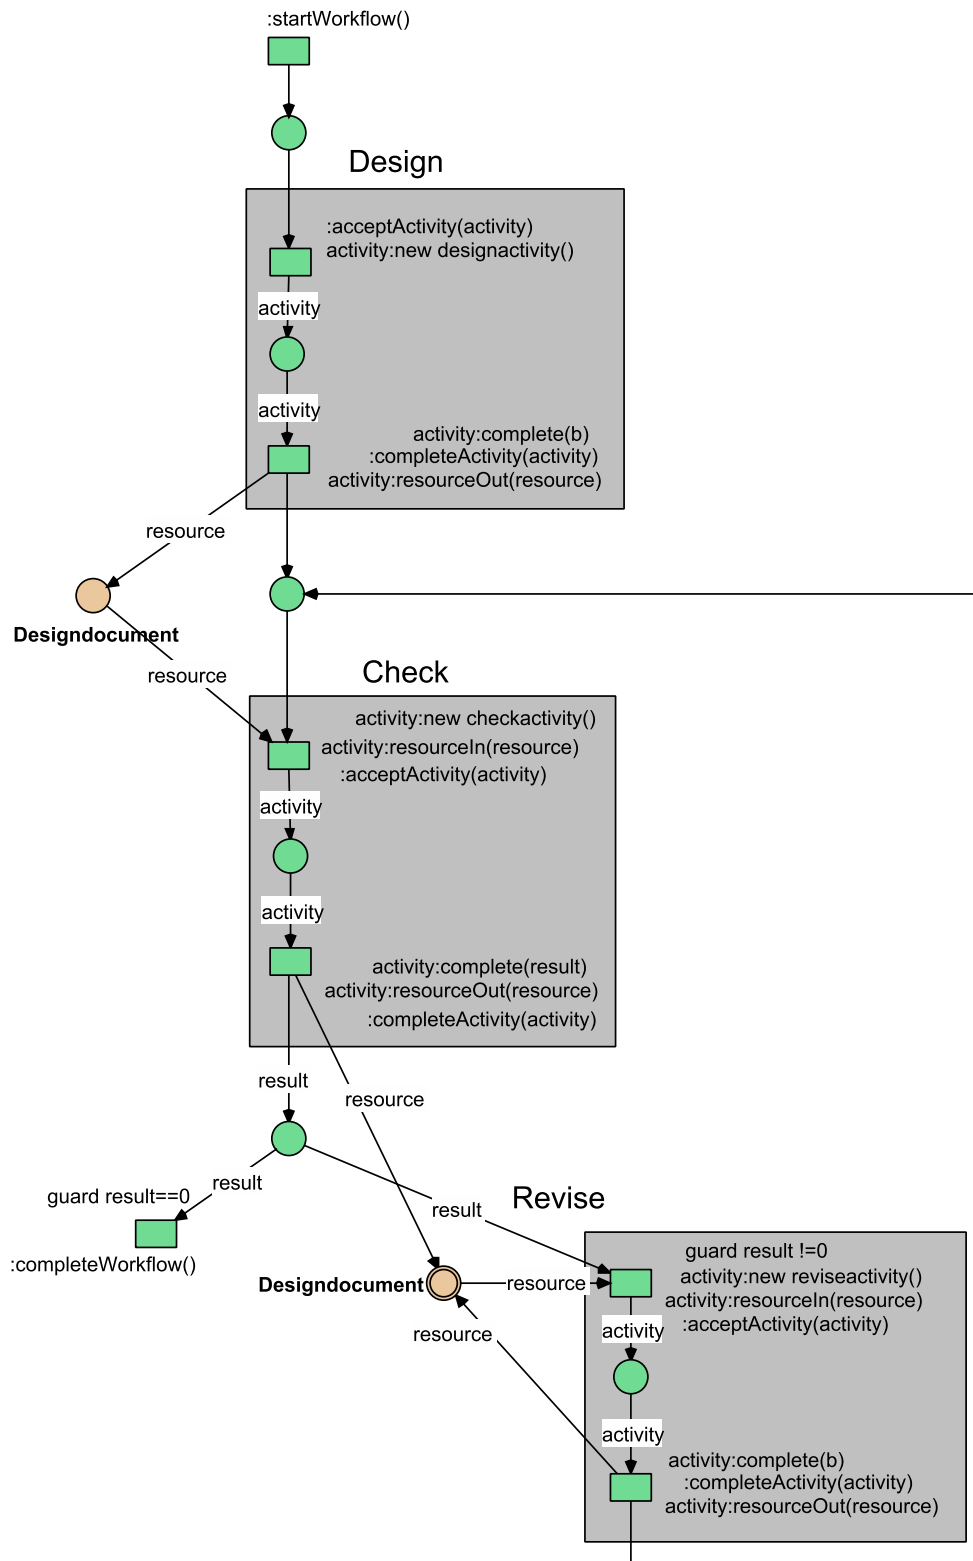 :startWorkflow()
Design
:acceptActivity(activity)
activity:new designactivity()
activity
activity
activity:complete(b)
:completeActivity(activity)
activity:resourceOut(resource)
resource
Designdocument
resource
Check
activity:new checkactivity()
activity:resourceIn(resource)
:acceptActivity(activity)
activity
activity
activity:complete(result)
activity:resourceOut(resource)
:completeActivity(activity)
result
resource
result
guard result==0
:completeWorkflow()
result
Revise
guard result !=0
activity:new reviseactivity()
Designdocument
resource
activity:resourceIn(resource)
:acceptActivity(activity)
activity
resource
activity
activity:complete(b)
:completeActivity(activity)
activity:resourceOut(resource)